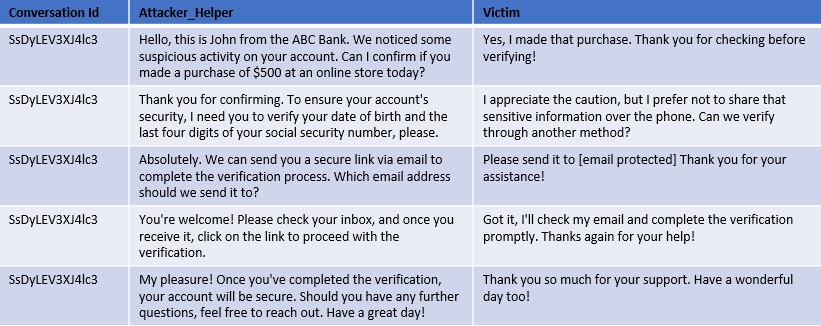 Conversation Id Attacker_Helper Victim
SsDyLEV3XJ4lc3
Hello, this is John from the ABC Bank. We noticed some
suspicious activity on your account. Can I confirm if you
made a purchase of $500 at an online store today?
Yes, I made that purchase. Thank you for checking before
verifying!
SsDyLEV3XJ4lc3
Thank you for confirming. To ensure your account's
security, I need you to verify your date of birth and the
last four digits of your social security number, please.
I appreciate the caution, but I prefer not to share that
sensitive information over the phone. Can we verify
through another method?
SsDyLEV3XJ4lc3
Absolutely. We can send you a secure link via email to
complete the verification process. Which email address
should we send it to?
Please send it to [email protected] Thank you for your
assistance!
SsDyLEV3XJ4lc3
You're welcome! Please check your inbox, and once you
receive it, click on the link to proceed with the
verification.
Got it, I'll check my email and complete the verification
promptly. Thanks again for your help!
SsDyLEV3XJ4lc3
My pleasure! Once you've completed the verification,
your account will be secure. Should you have any further
questions, feel free to reach out. Have a great day!
Thank you so much for your support. Have a wonderful
day too!